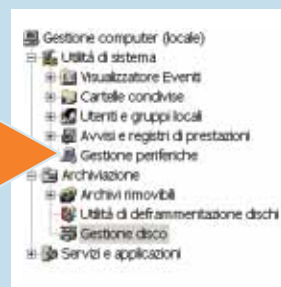 Gestione computer (locale)
Utilità di sistema
Visualizzatore Eventi
Cartelle condivise
Utenti e gruppi locali
Avvisi e registri di prestazioni
Gestione periferiche
Archiviazione
Archivi rimovibili
Utilità di deframmentazione dischi
Gestione disco
Servizi e applicazioni